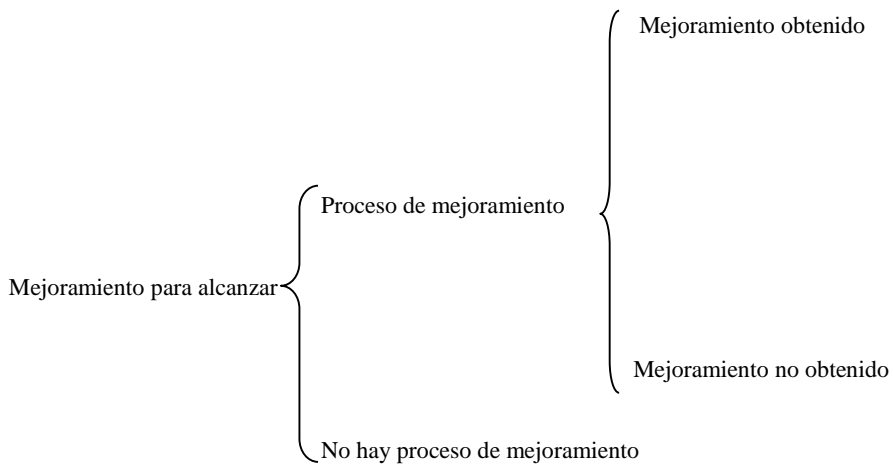 Mejoramiento obtenido
Proceso de mejoramiento
Mejoramiento para alcanzar
Mejoramiento no obtenido
No hay proceso de mejoramiento